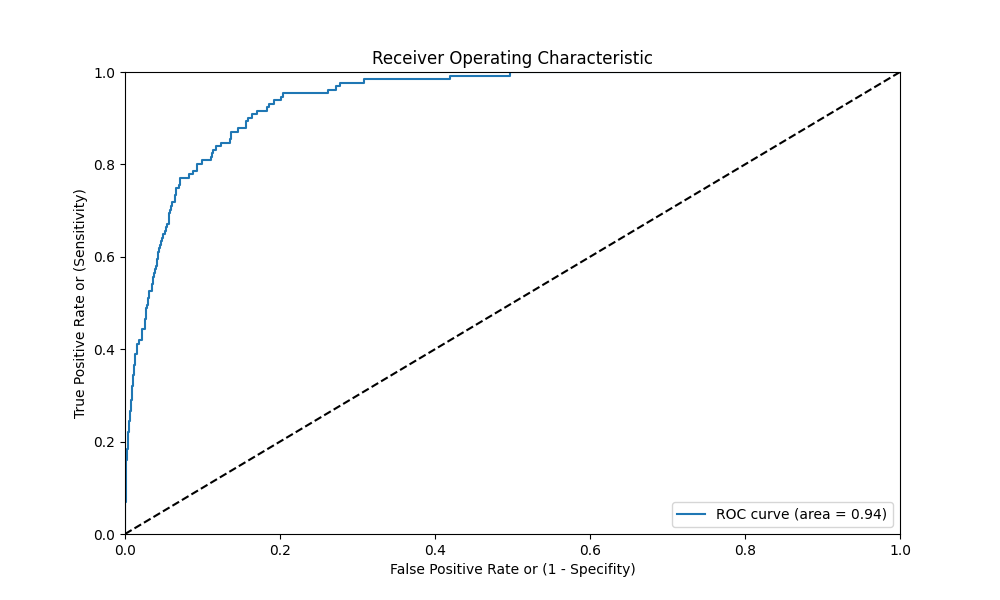 Receiver Operating Characteristic
1.0
0.8
0.6
0.4
0.2
0.0
True Positive Rate or (Sensitivity)
ROC curve (area = 0.94)
0.0 0.2 0.4 0.6 0.8 1.0
False Positive Rate or (1 - Specifity)